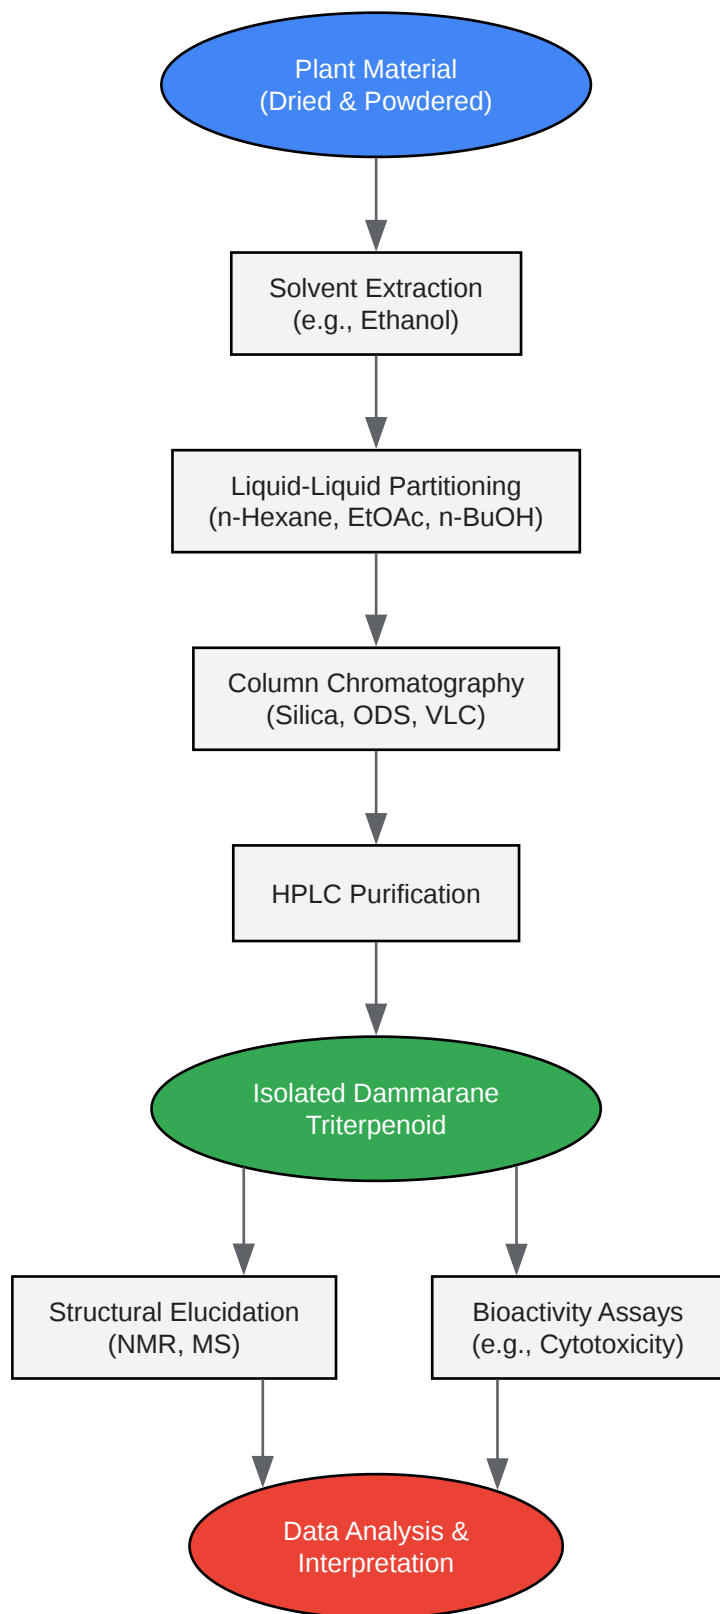 Plant Material
(Dried & Powdered)
Solvent Extraction
(e.g., Ethanol)
Liquid-Liquid Partitioning
(n-Hexane, EtOAc, n-BuOH)
Column Chromatography
(Silica, ODS, VLC)
HPLC Purification
Isolated Dammarane
Triterpenoid
Structural Elucidation
(NMR, MS)
Bioactivity Assays
(e.g., Cytotoxicity)
Data Analysis &
Interpretation